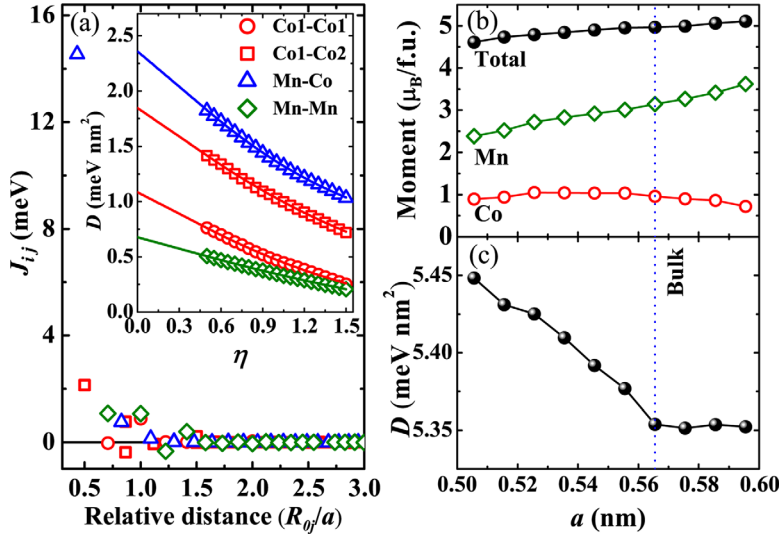 (a)
Co1-Co1
Co1-Co2
Mn-Co
Mn-Mn
2.5
2.0
1.5
1.0
0.5
0.0
D (meV nm²)
0.0 0.3 0.6 0.9 1.2 1.5
η
16
12
8
4
0
J_ij (meV)
0.5 1.0 1.5 2.0 2.5 3.0
Relative distance (R_0j/a)
(b)
5
4
3
2
1
0
Moment (μ_B/f.u.)
Total
Mn
Co
(c)
Bulk
5.45
5.40
5.35
D (meV nm²)
0.50 0.52 0.54 0.56 0.58 0.60
a (nm)